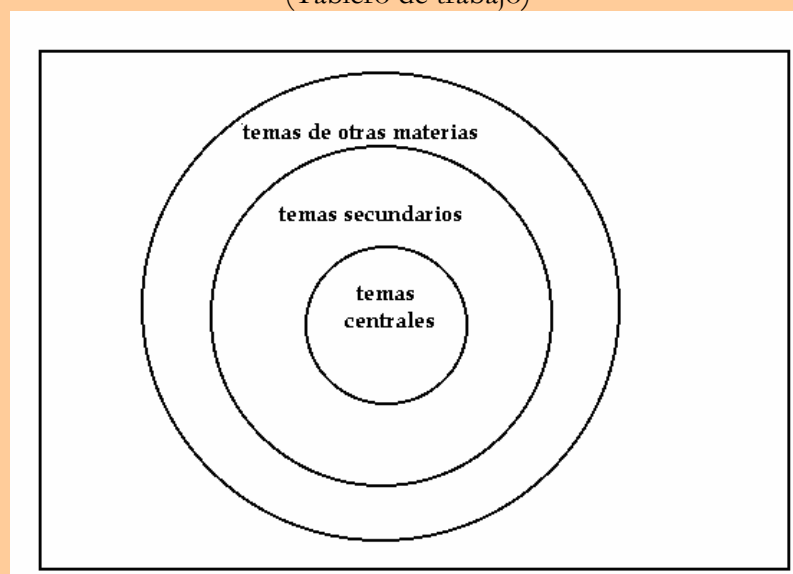 (Tablero de trabajo)
temas de otras materias
temas secundarios
temas
centrales